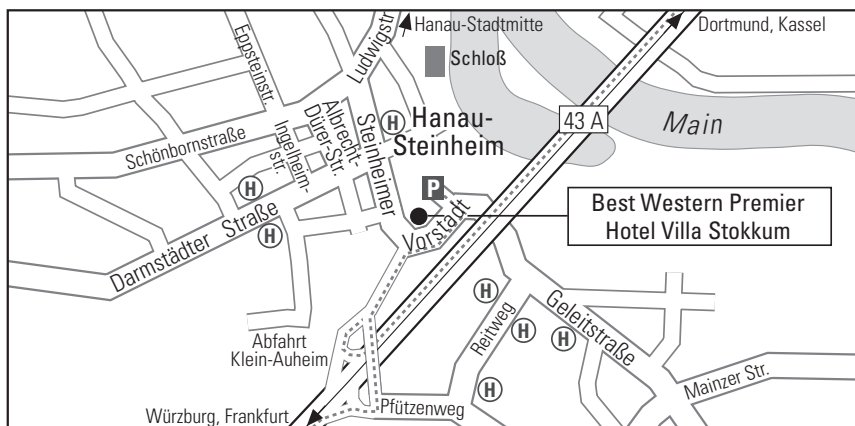 Hanau-Stadtmitte
Dortmund, Kassel
Eppsteinstr.
Ludwigstr
Schloß
Hanau-
Steinheim
43 A
Main
Schönbornstraße
Ingelheim-
str.
Albrecht-
Dürer-Str.
Steinheimer
H
P
H
H
Vorstadt
Best Western Premier
Hotel Villa Stokkum
Darmstädter Straße
H
H
H
H
Geleitstraße
Reitweg
Abfahrt
Klein-Auheim
Mainzer Str.
Pfützenweg
Würzburg, Frankfurt